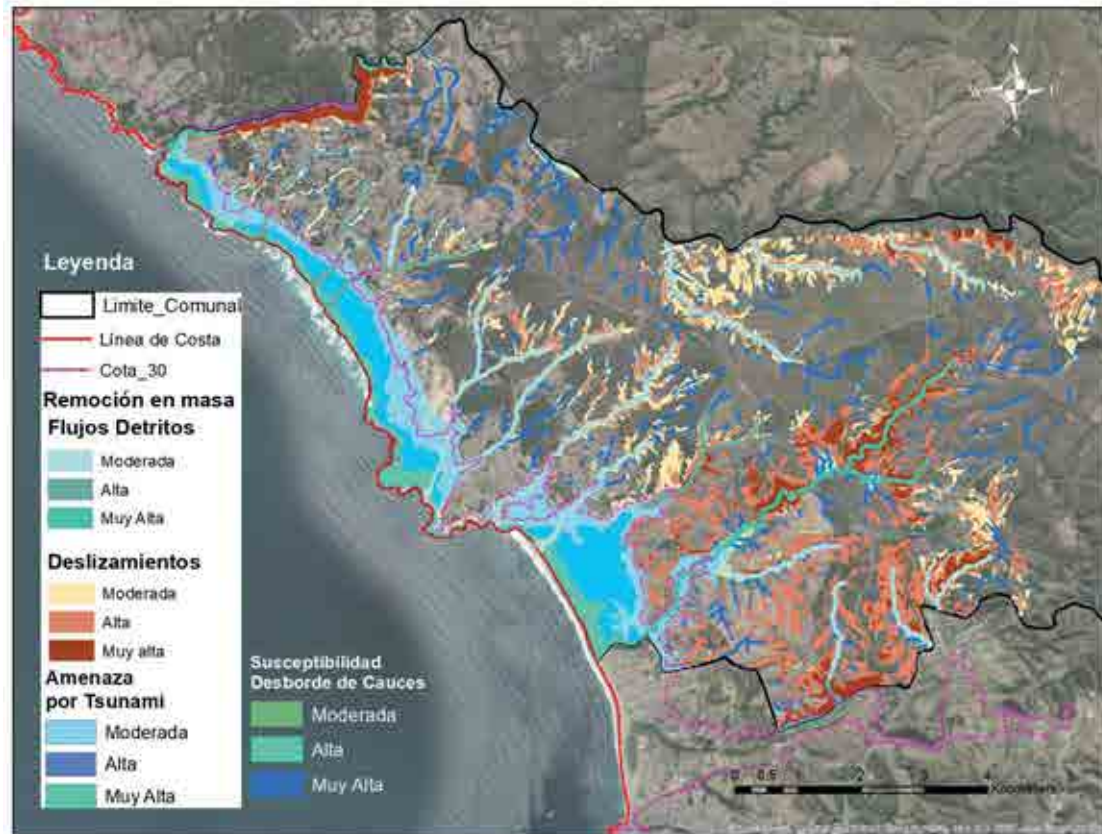 N
W
Leyenda
Limite_Comunal
Línea de Costa
Cota_30
Remoción en masa
Flujos Detritos
Moderada
Alta
Muy Alta
Deslizamientos
Moderada
Alta
Muy alta
Amenaza
por Tsunami
Moderada
Alta
Muy Alta
Susceptibilidad
Desborde de Cauces
Moderada
Alta
Muy Alta
0 0,5 1 2 3 4